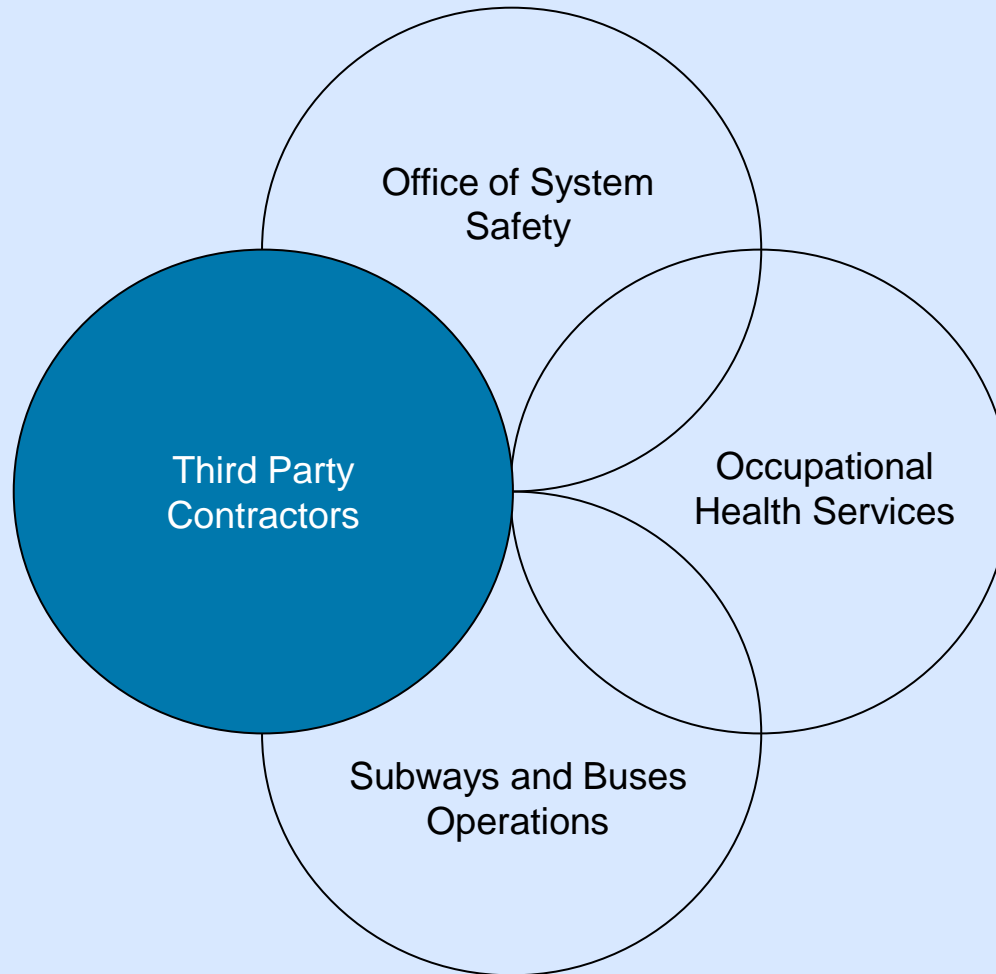 Office of System
Safety
Third Party
Contractors
Occupational
Health Services
Subways and Buses
Operations